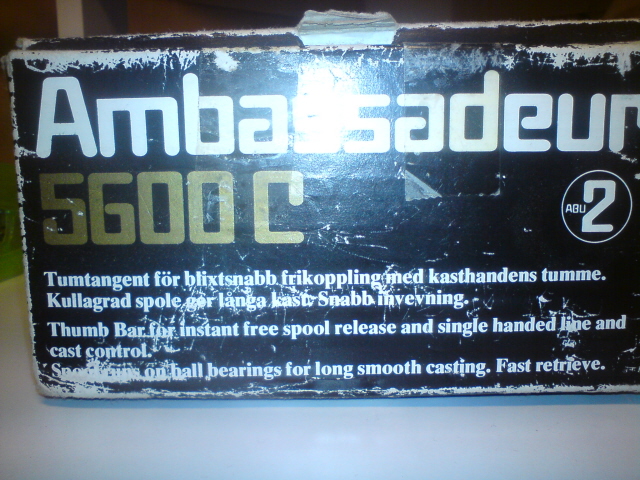 Ambassadeur
5600 C
ABU 2
Tumtangent för blixtsnabb frikoppling med kasthandens tumme.
Kullagrad spole ger långa kast. Snabb invevning.
Thumb Bar for instant free spool release and single handed line and
cast control.
Spool runs on ball bearings for long smooth casting. Fast retrieve.